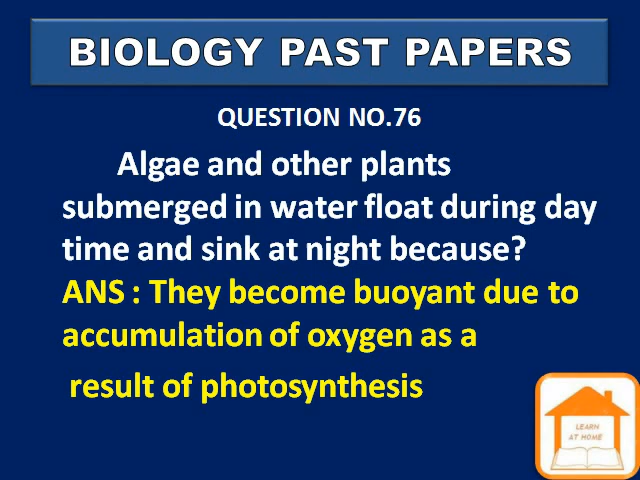 BIOLOGY PAST PAPERS
QUESTION NO.76
Algae and other plants
submerged in water float during day
time and sink at night because?
ANS : They become buoyant due to
accumulation of oxygen as a
result of photosynthesis
LEARN
AT HOME